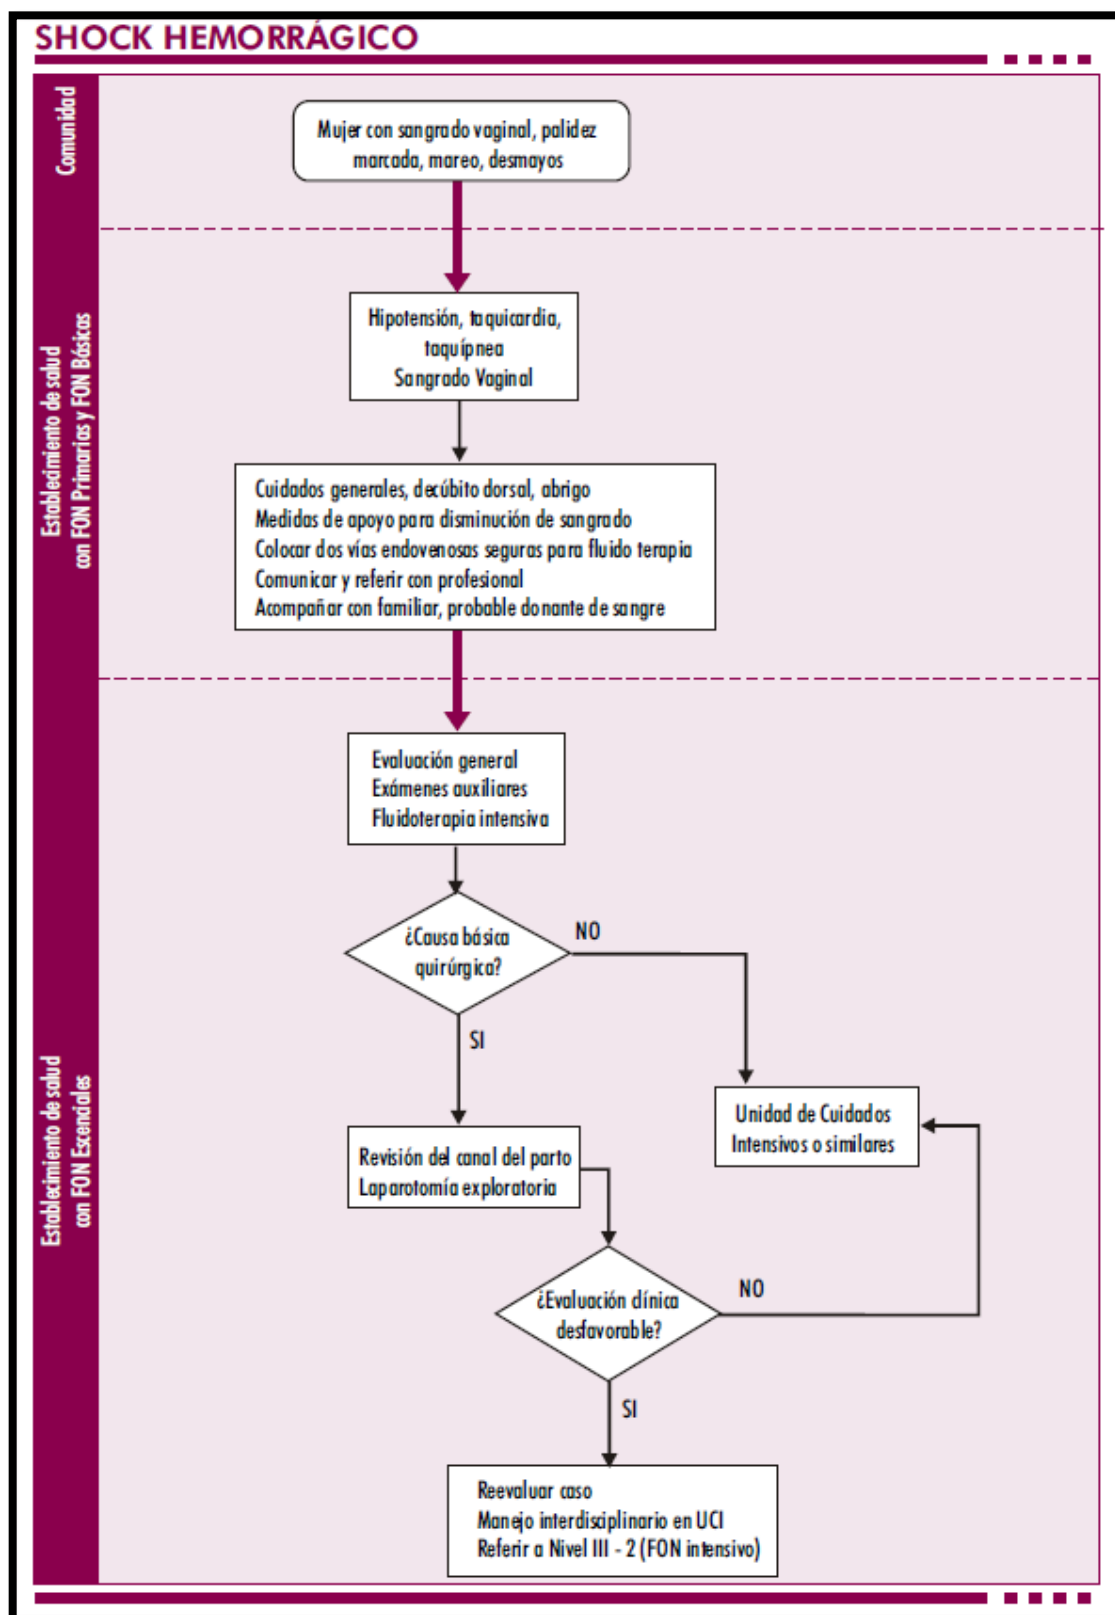 SHOCK HEMORRÁGICO
Comunidad
Mujer con sangrado vaginal, palidez
marcada, mareo, desmayos
Establecimiento de salud
con FON Primarias y FON Básicas
Hipotensión, taquicardia,
taquípnea
Sangrado Vaginal
Cuidados generales, decúbito dorsal, abrigo
Medidas de apoyo para disminución de sangrado
Colocar dos vías endovenosas seguras para fluido terapia
Comunicar y referir con profesional
Acompañar con familiar, probable donante de sangre
Establecimiento de salud
con FON Escenciales
Evaluación general
Exámenes auxiliares
Fluidoterapia intensiva
¿Causa básica
quirúrgica?
NO
SI
Unidad de Cuidados
Intensivos o similares
Revisión del canal del parto
Laparotomía exploratoria
¿Evaluación clínica
desfavorable?
NO
SI
Reevaluar caso
Manejo interdisciplinario en UCI
Referir a Nivel III - 2 (FON intensivo)